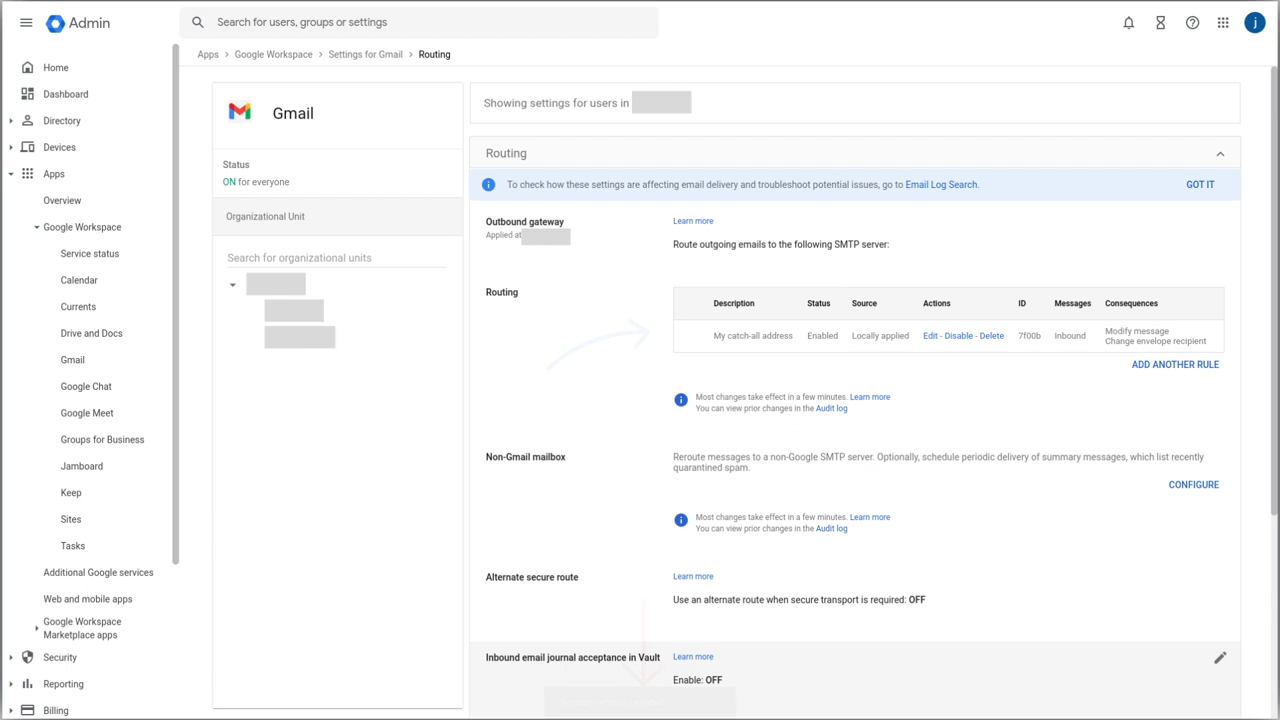 Admin
Search for users, groups or settings
j
Apps > Google Workspace > Settings for Gmail > Routing
Home
Dashboard
Directory
Devices
Apps
Overview
Google Workspace
Service status
Calendar
Currents
Drive and Docs
Gmail
Google Chat
Google Meet
Groups for Business
Jamboard
Keep
Sites
Tasks
Additional Google services
Web and mobile apps
Google Workspace
Marketplace apps
Security
Reporting
Billing
Gmail
Status
ON for everyone
Organizational Unit
Search for organizational units
Showing settings for users in
Routing
To check how these settings are affecting email delivery and troubleshoot potential issues, go to Email Log Search.
GOT IT
Outbound gateway
Applied at
Learn more
Route outgoing emails to the following SMTP server:
Routing
Description Status Source Actions ID Messages Consequences
My catch-all address Enabled Locally applied Edit - Disable - Delete 7f00b Inbound Modify message
Change envelope recipient
ADD ANOTHER RULE
Most changes take effect in a few minutes. Learn more
You can view prior changes in the Audit log
Non-Gmail mailbox
Reroute messages to a non-Google SMTP server. Optionally, schedule periodic delivery of summary messages, which list recently
quarantined spam.
CONFIGURE
Most changes take effect in a few minutes. Learn more
You can view prior changes in the Audit log
Alternate secure route
Learn more
Use an alternate route when secure transport is required: OFF
Inbound email journal acceptance in Vault
Learn more
Enable: OFF